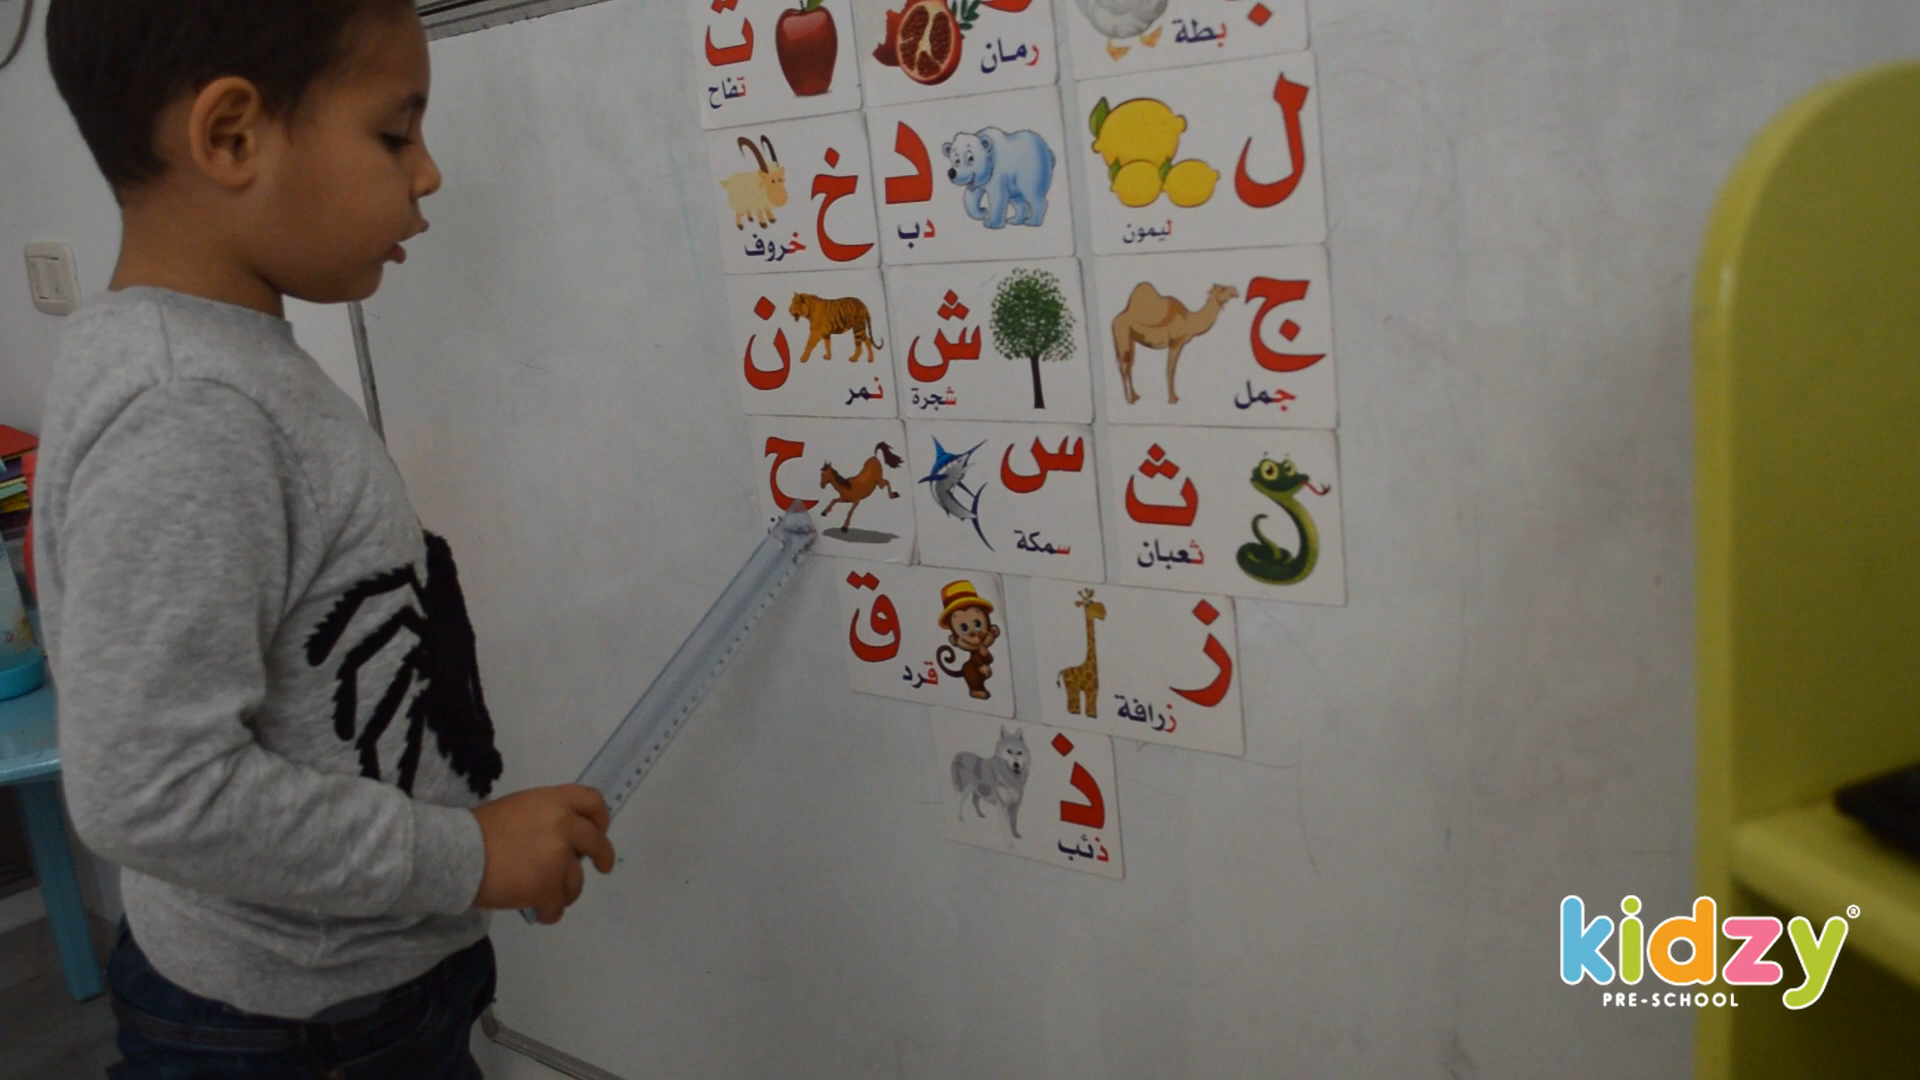 ب
بطة
رمان
ت
تفاح
ل
ليمون
د
دب
خ
خروف
ج
جمل
ش
شجرة
ن
نمر
ث
ثعبان
س
سمكة
ح
ز
زرافة
ق
قرد
ذ
ذئب
kidzy®
PRE-SCHOOL